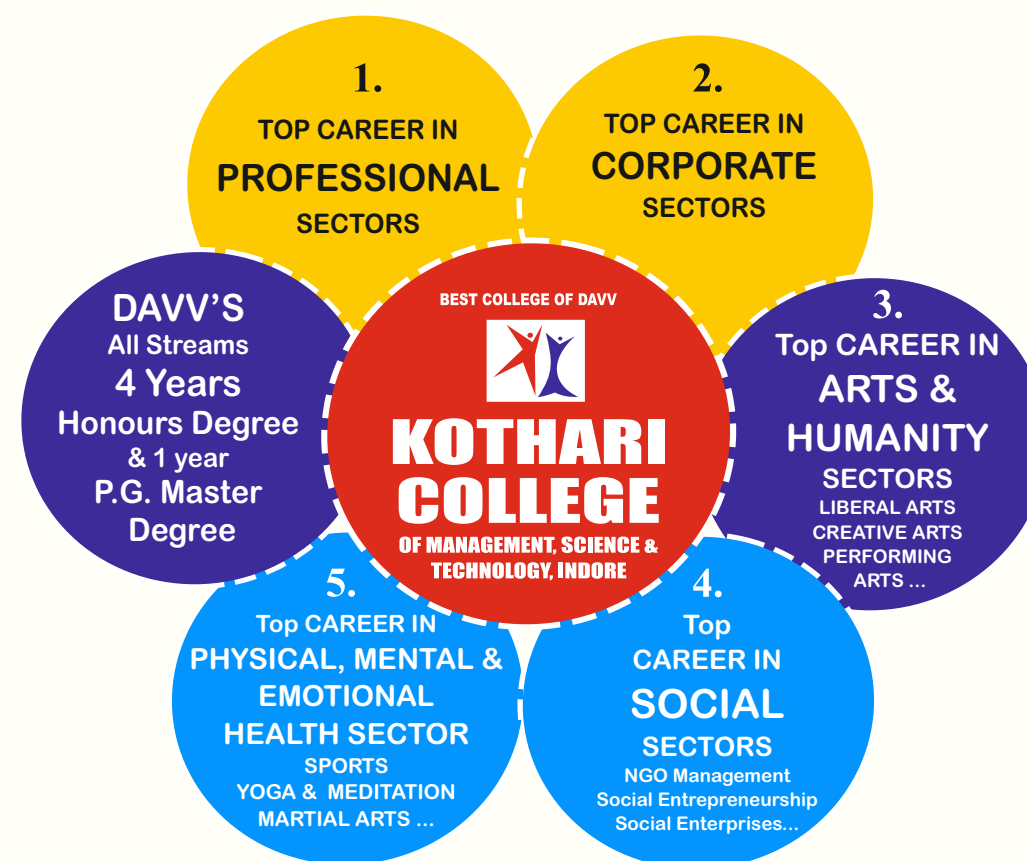 1.
TOP CAREER IN
PROFESSIONAL
SECTORS
2.
TOP CAREER IN
CORPORATE
SECTORS
DAVV'S
All Streams
4 Years
Honours Degree
& 1 year
P.G. Master
Degree
BEST COLLEGE OF DAVV
KOTHARI
COLLEGE
OF MANAGEMENT, SCIENCE &
TECHNOLOGY, INDORE
3.
Top CAREER IN
ARTS &
HUMANITY
SECTORS
LIBERAL ARTS
CREATIVE ARTS
PERFORMING
ARTS ...
5.
Top CAREER IN
PHYSICAL, MENTAL &
EMOTIONAL
HEALTH SECTOR
SPORTS
YOGA & MEDITATION
MARTIAL ARTS ...
4.
Top
CAREER IN
SOCIAL
SECTORS
NGO Management
Social Entrepreneurship
Social Enterprises...